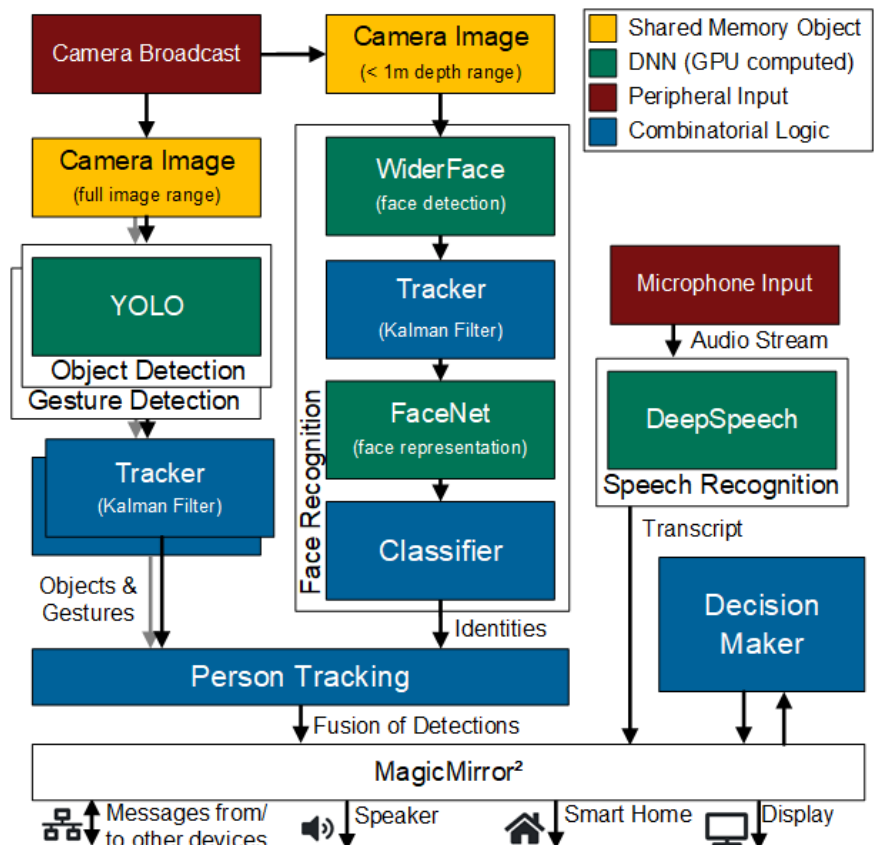 Camera Broadcast
Camera Image
(< 1m depth range)
Shared Memory Object
DNN (GPU computed)
Peripheral Input
Combinatorial Logic
Camera Image
(full image range)
WiderFace
(face detection)
YOLO
Object Detection
Gesture Detection
Tracker
(Kalman Filter)
Microphone Input
Audio Stream
FaceNet
(face representation)
DeepSpeech
Speech Recognition
Tracker
(Kalman Filter)
Face Recognition
Classifier
Transcript
Objects &
Gestures
Identities
Decision
Maker
Person Tracking
Fusion of Detections
MagicMirror²
Messages from/
to other devices
Speaker
Smart Home
Display